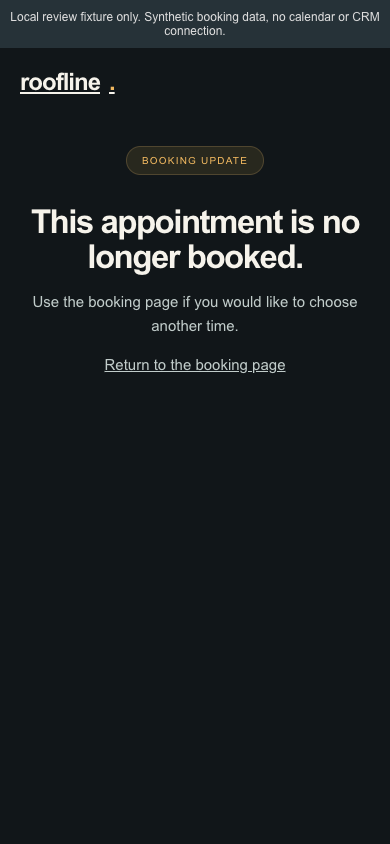 Local review fixture only. Synthetic booking data, no calendar or CRM
connection.
roofline .
BOOKING UPDATE
This appointment is no
longer booked.
Use the booking page if you would like to choose
another time.
Return to the booking page